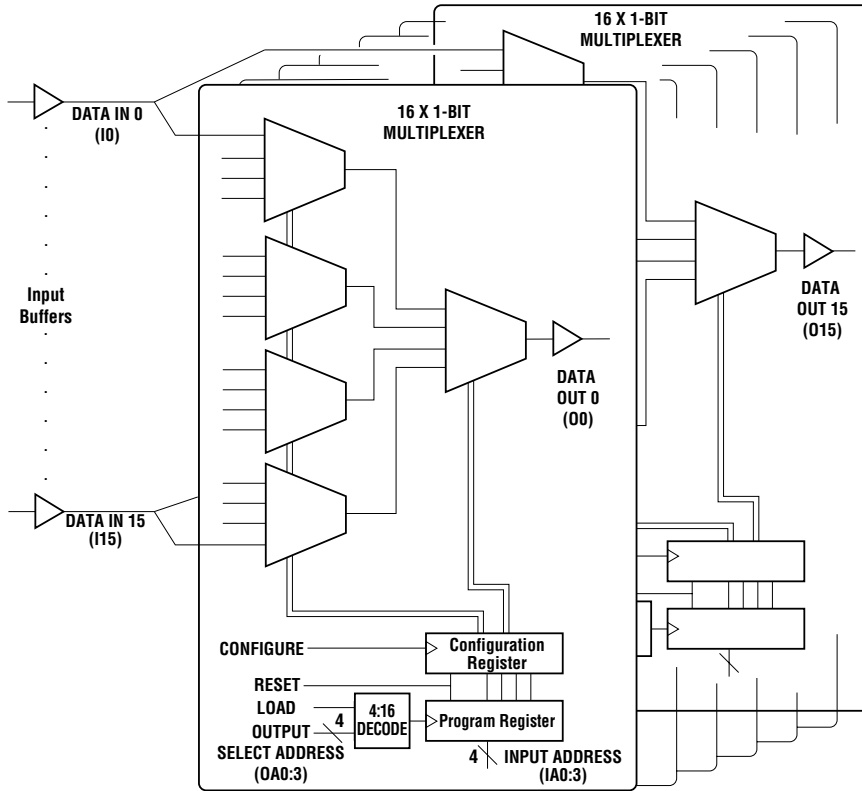 16 X 1-BIT
MULTIPLEXER
16 X 1-BIT
MULTIPLEXER
DATA IN 0
(I0)
Input
Buffers
DATA
OUT 15
(O15)
DATA
OUT 0
(O0)
DATA IN 15
(I15)
CONFIGURE
Configuration
Register
RESET
LOAD
OUTPUT
4
SELECT ADDRESS
(OA0:3)
4:16
DECODE
Program Register
4
INPUT ADDRESS
(IA0:3)